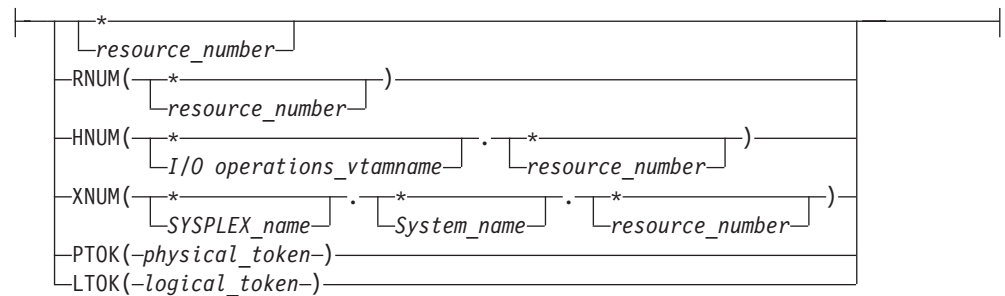 *
resource_number
RNUM( * )
resource_number
HNUM( * . * )
I/O operations_vtamname resource_number
XNUM( * . * . * )
SYSPLEX_name System_name resource_number
PTOK(physical_token)
LTOK(logical_token)